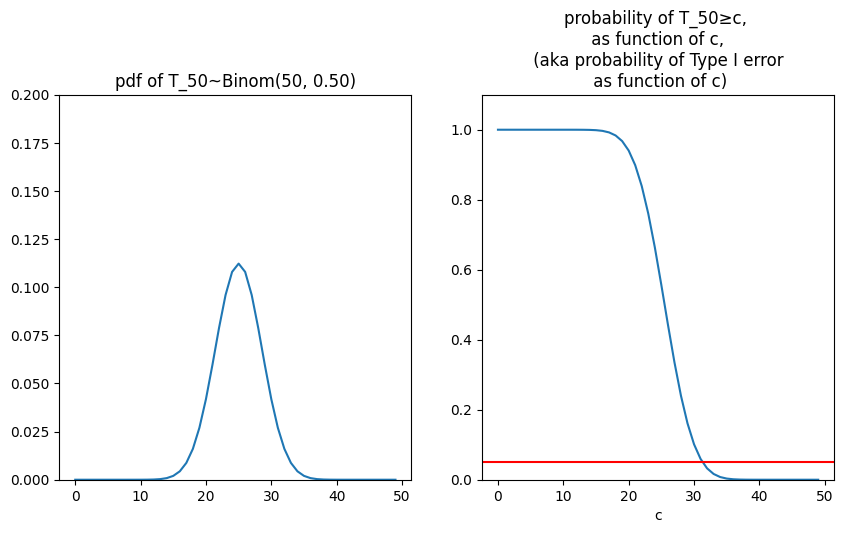 pdf of T_50~Binom(50, 0.50)
0.200
0.175
0.150
0.125
0.100
0.075
0.050
0.025
0.000
0 10 20 30 40 50
probability of T_50≥c,
as function of c,
(aka probability of Type I error
as function of c)
1.0
0.8
0.6
0.4
0.2
0.0
0 10 20 30 40 50
c